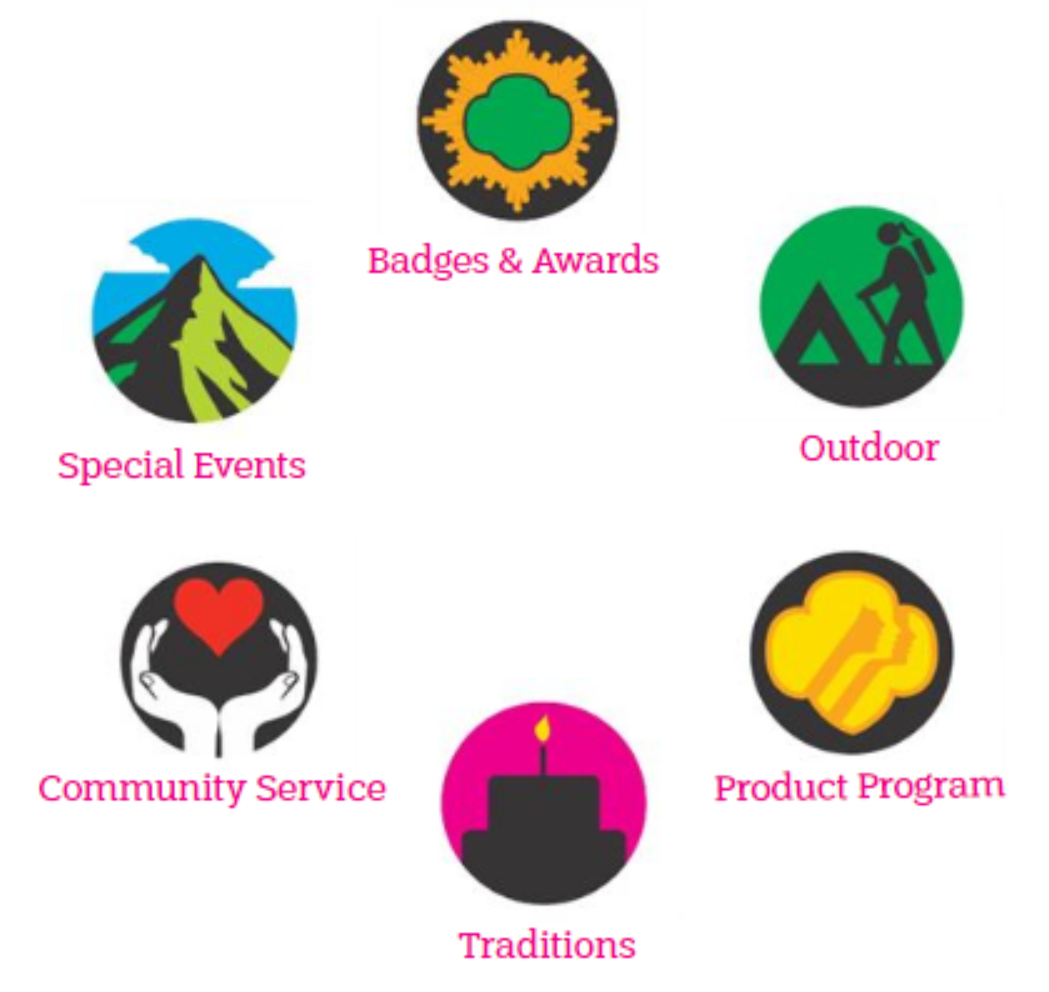 Badges & Awards
Special Events
Outdoor
Community Service
Product Program
Traditions